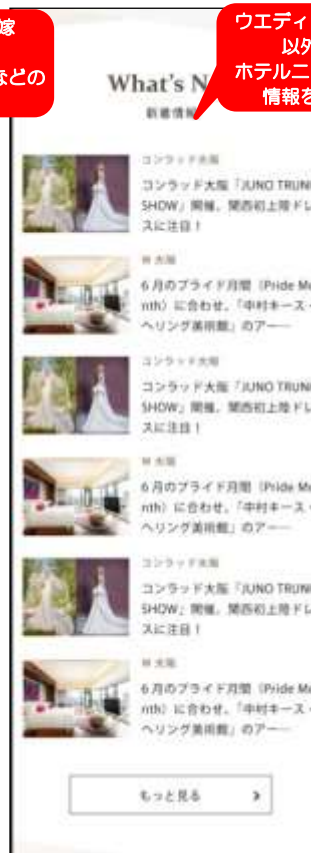 嫁
などの
ウエディ
以外
ホテルニ
情報を
What's N
新着情報
コンラッド大阪
コンラッド大阪「JUNO TRUN
SHOW」開催。関西初上陸ドレ
スに注目！
W 大阪
6月のプライド月間（Pride Mo
nth）に合わせ、「中村キース・
ヘリング美術館」のアー…
コンラッド大阪
コンラッド大阪「JUNO TRUN
SHOW」開催。関西初上陸ドレ
スに注目！
W 大阪
6月のプライド月間（Pride Mo
nth）に合わせ、「中村キース・
ヘリング美術館」のアー…
コンラッド大阪
コンラッド大阪「JUNO TRUN
SHOW」開催。関西初上陸ドレ
スに注目！
W 大阪
6月のプライド月間（Pride Mo
nth）に合わせ、「中村キース・
ヘリング美術館」のアー…
もっと見る